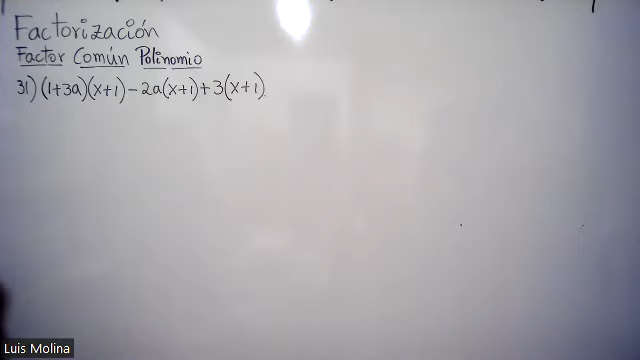 Factorización
Factor Común Polinomio
31) (1+3a)(x+1) - 2a(x+1) + 3(x+1)
Luis Molina